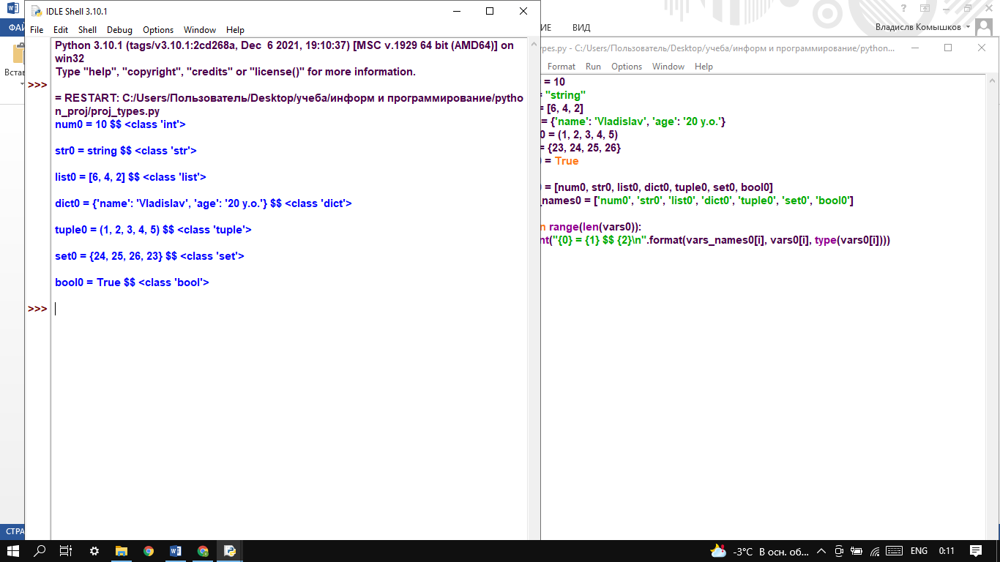 IDLE Shell 3.10.1
File Edit Shell Debug Options Window Help
Python 3.10.1 (tags/v3.10.1:2cd268a, Dec 6 2021, 19:10:37) [MSC v.1929 64 bit (AMD64)] on
win32
Type "help", "copyright", "credits" or "license()" for more information.
>>>
= RESTART: C:/Users/Пользователь/Desktop/учеба/информ и программирование/pytho
n_proj/proj_types.py
num0 = 10 $$ <class 'int'>
str0 = string $$ <class 'str'>
list0 = [6, 4, 2] $$ <class 'list'>
dict0 = {'name': 'Vladislav', 'age': '20 y.o.'} $$ <class 'dict'>
tuple0 = (1, 2, 3, 4, 5) $$ <class 'tuple'>
set0 = {24, 25, 26, 23} $$ <class 'set'>
bool0 = True $$ <class 'bool'>
>>>
ФАЙ
Встав
СТРА
ИЕ ВИД
Владислв Комышков
ypes.py - C:/Users/Пользователь/Desktop/учеба/информ и программирование/python...
Format Run Options Window Help
= 10
= "string"
= [6, 4, 2]
= {'name': 'Vladislav', 'age': '20 y.o.'}
0 = (1, 2, 3, 4, 5)
= {23, 24, 25, 26}
0 = True
0 = [num0, str0, list0, dict0, tuple0, set0, bool0]
_names0 = ['num0', 'str0', 'list0', 'dict0', 'tuple0', 'set0', 'bool0']
n range(len(vars0)):
nt("{0} = {1} $$ {2}\n".format(vars_names0[i], vars0[i], type(vars0[i])))
-3°C В осн. об... ENG 0:11